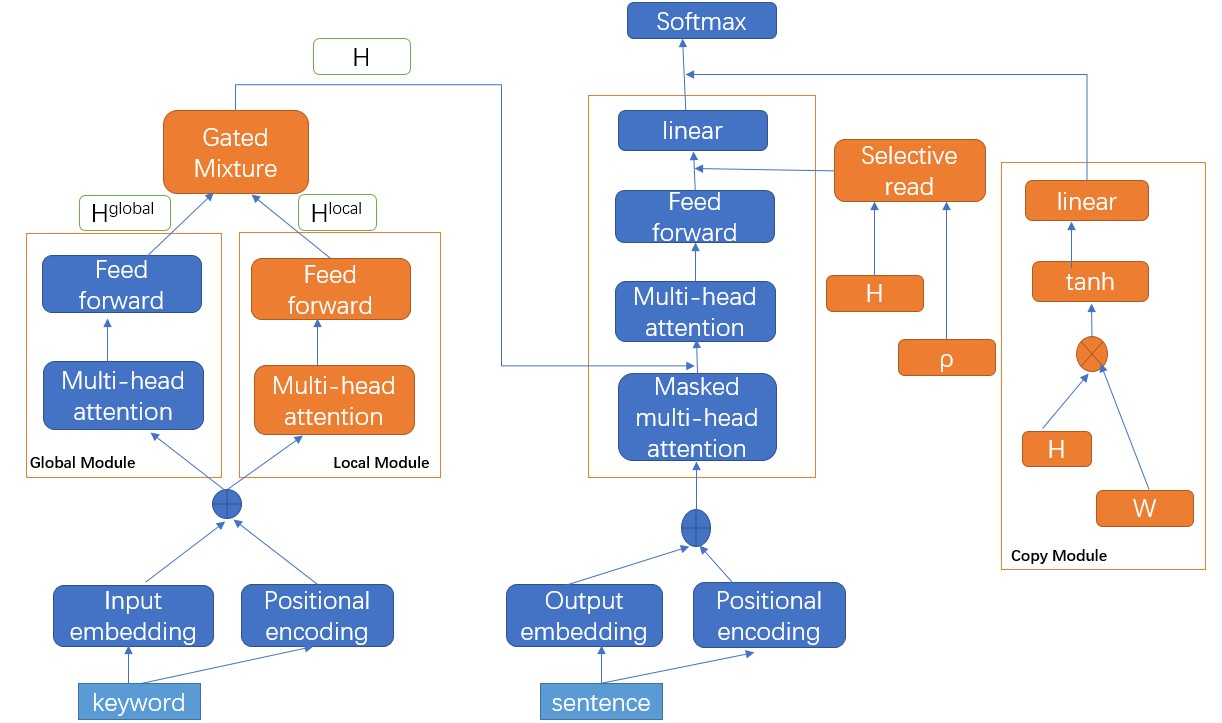 Softmax
H
Gated
Mixture
H^global
H^local
Feed
forward
Multi-head
attention
Global Module
Feed
forward
Multi-head
attention
Local Module
Input
embedding
Positional
encoding
keyword
linear
Feed
forward
Multi-head
attention
Masked
multi-head
attention
Output
embedding
Positional
encoding
sentence
Selective
read
H
ρ
linear
tanh
H
W
Copy Module